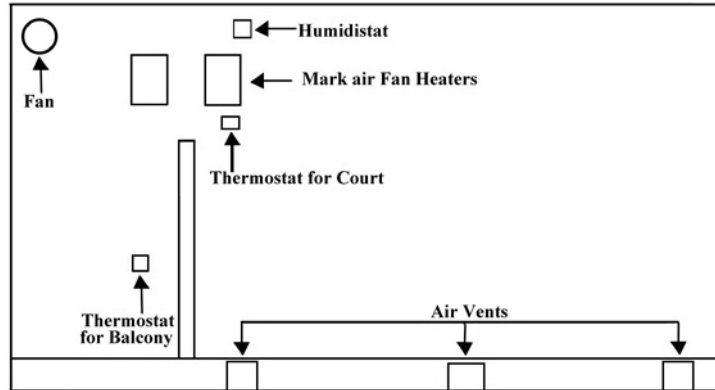 Humidistat
Mark air Fan Heaters
Fan
Thermostat for Court
Thermostat
for Balcony
Air Vents